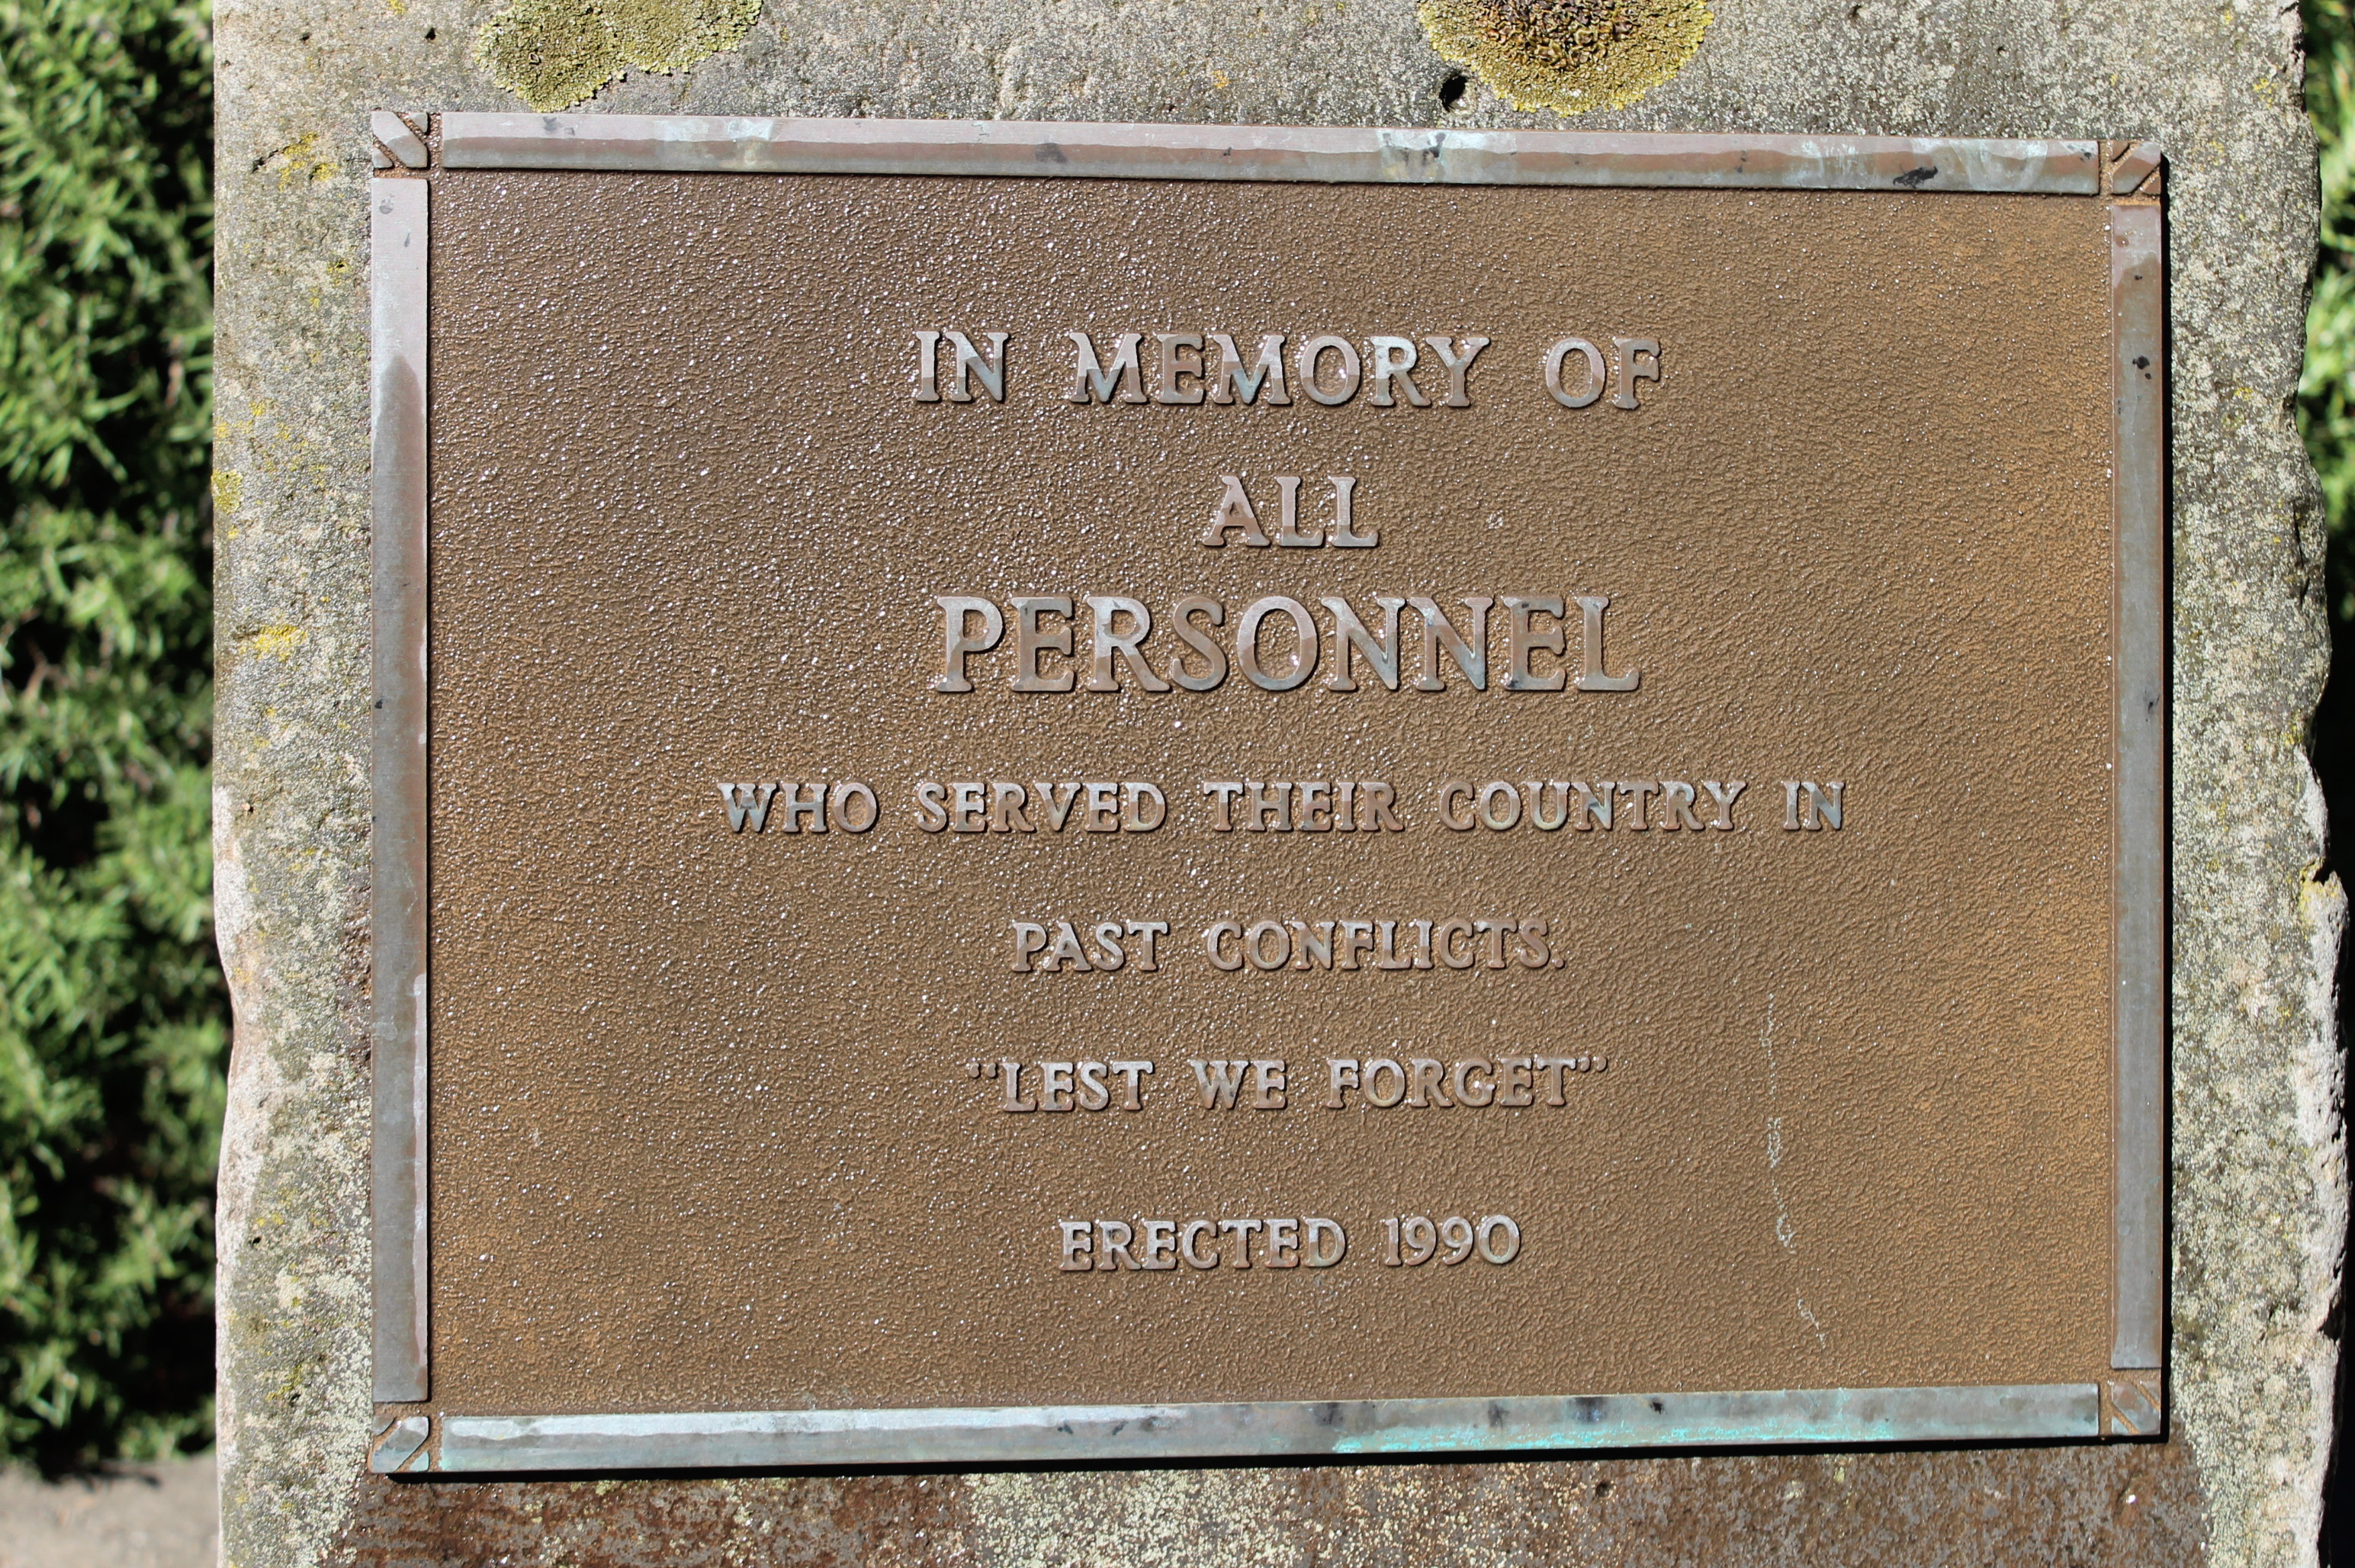 IN MEMORY OF
ALL
PERSONNEL
WHO SERVED THEIR COUNTRY IN
PAST CONFLICTS.
“LEST WE FORGET”
ERECTED 1990